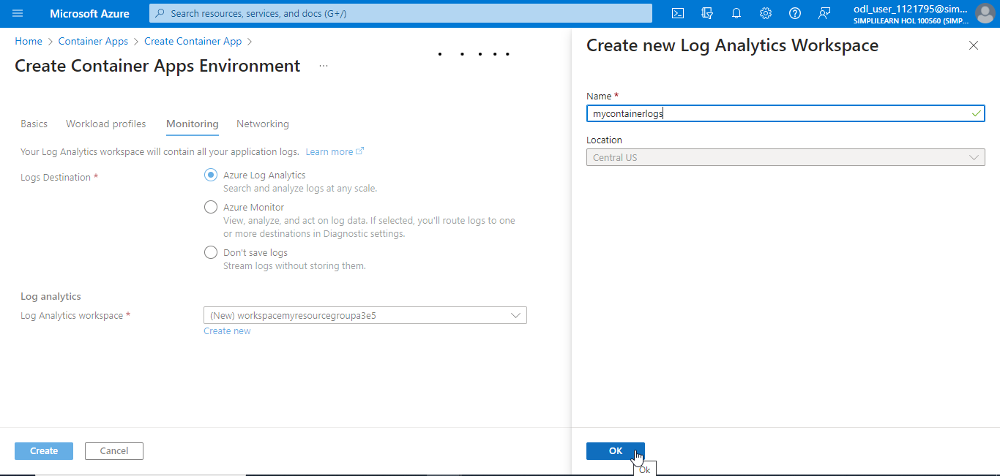 Microsoft Azure
Search resources, services, and docs (G+/)
odl_user_1121795@sim...
SIMPLILEARN HOL 100560 (SIMP...
Home > Container Apps > Create Container App >
Create Container Apps Environment ...
Basics Workload profiles Monitoring Networking
Your Log Analytics workspace will contain all your application logs. Learn more
Logs Destination *
Azure Log Analytics
Search and analyze logs at any scale.
Azure Monitor
View, analyze, and act on log data. If selected, you'll route logs to one
or more destinations in Diagnostic settings.
Don't save logs
Stream logs without storing them.
Log analytics
Log Analytics workspace *
(New) workspacemyresourcegroupa3e5
Create new
Create
Cancel
Create new Log Analytics Workspace
Name *
mycontainerlogs
Location
Central US
OK
Ok